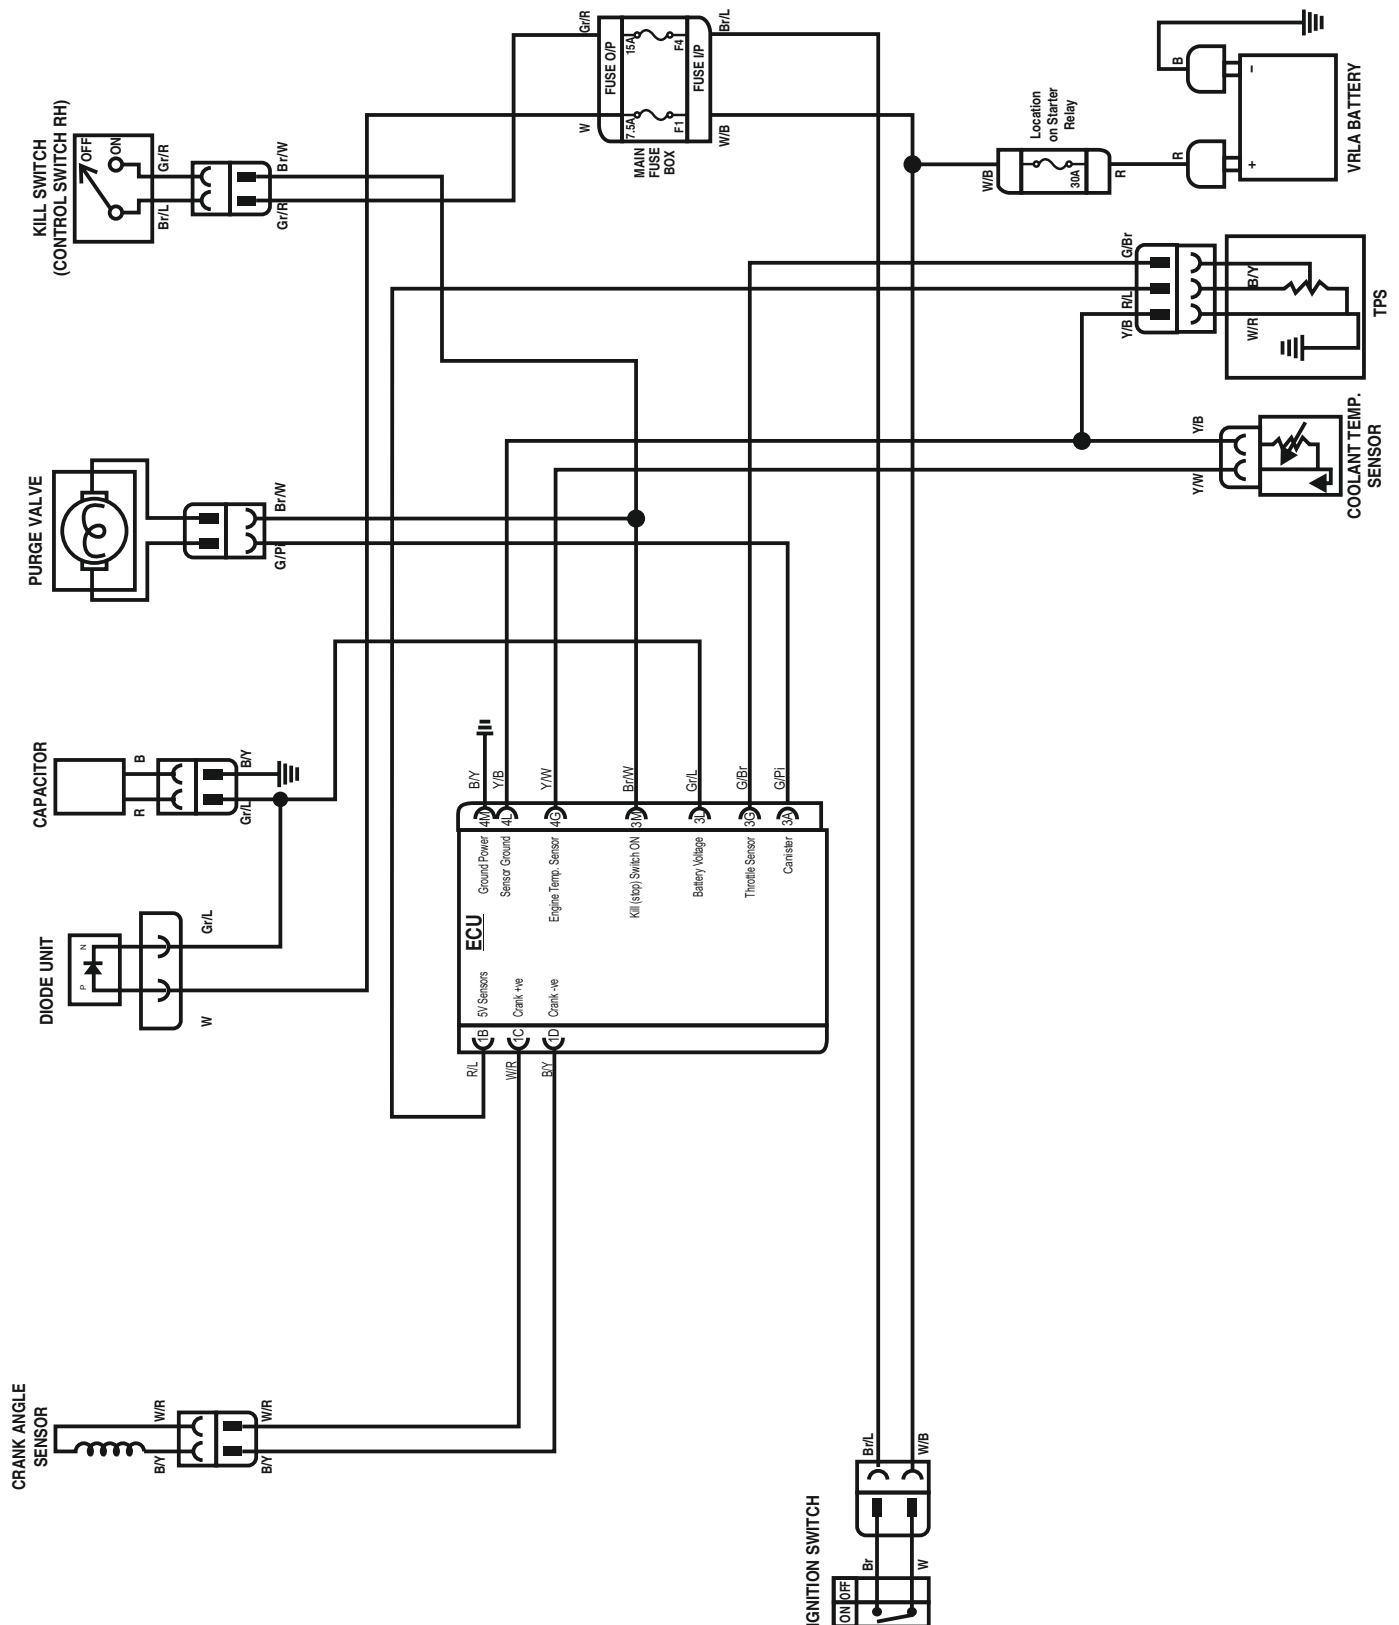 KILL SWITCH
(CONTROL SWITCH RH)
OFF
ON
Gr/R
Br/L
Br/W
Gr/R
Gr/R
W
FUSE O/P
15A
7.5A
F4
F1
FUSE I/P
Br/L
W/B
MAIN
FUSE
BOX
Location
on Starter
Relay
W/B
30A
R
B
R
–
+
VRLA BATTERY
G/Br
R/L
Y/B
B/Y
W/R
TPS
Y/B
Y/W
COOLANT TEMP.
SENSOR
PURGE VALVE
Br/W
G/Pi
CAPACITOR
B
R
B/Y
Gr/L
DIODE UNIT
N
P
Gr/L
W
B/Y
Y/B
Y/W
Br/W
Gr/L
G/Br
G/Pi
4M
4L
4G
3M
3L
3G
3A
Ground Power
Sensor Ground
Engine Temp. Sensor
Kill (stop) Switch ON
Battery Voltage
Throttle Sensor
Canister
ECU
5V Sensors
Crank +ve
Crank -ve
1B
1C
1D
R/L
W/R
B/Y
CRANK ANGLE
SENSOR
W/R
B/Y
W/R
B/Y
IGNITION SWITCH
Br/L
W/B
Br
W
OFF
ON